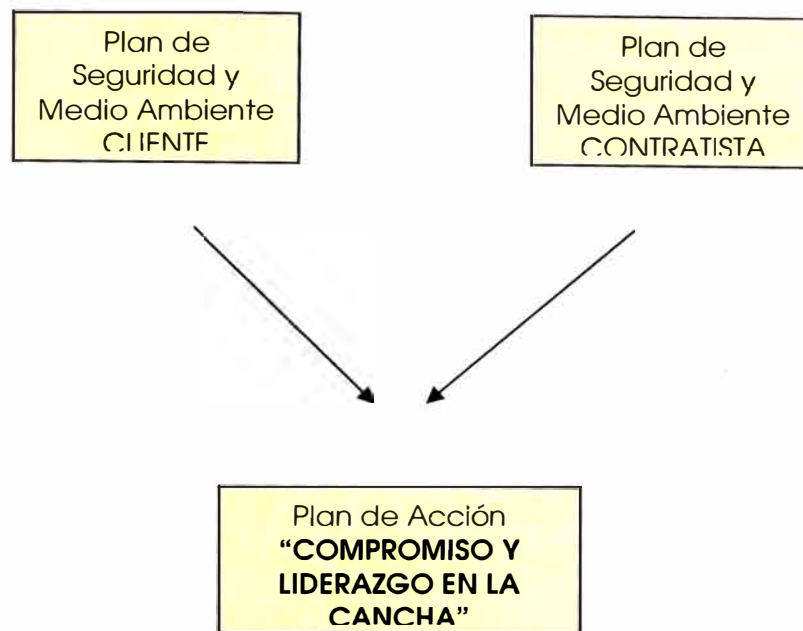 Plan de
Seguridad y
Medio Ambiente
CLIENTE
Plan de
Seguridad y
Medio Ambiente
CONTRATISTA
Plan de Acción
“COMPROMISO Y
LIDERAZGO EN LA
CANCHA”